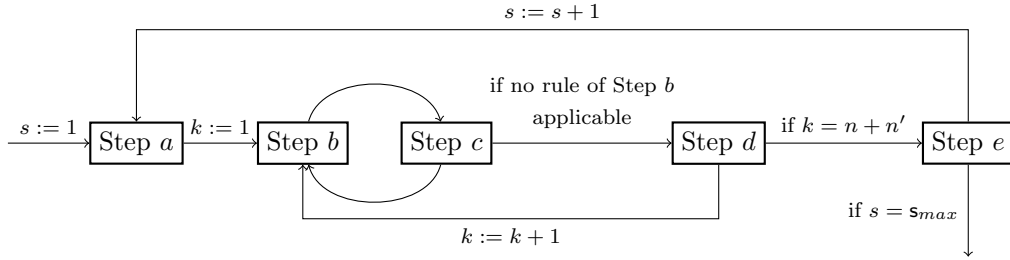 s := s + 1
if no rule of Step b
applicable
s := 1
Step a
k := 1
Step b
Step c
Step d
if k = n + n′
Step e
if s = s_max
k := k + 1